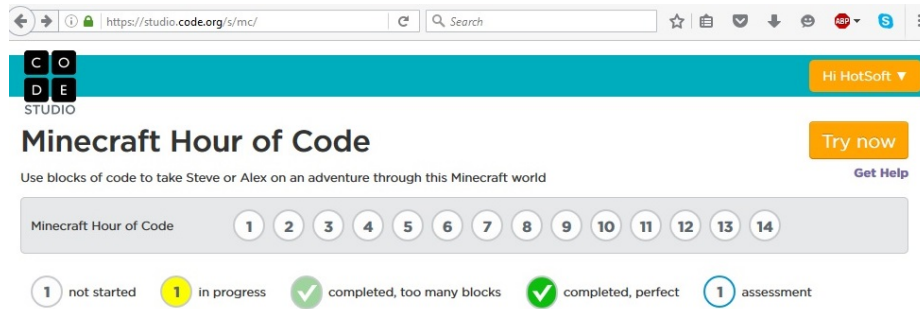 https://studio.code.org/s/mc/
Search
ABP
S
C O
D E
STUDIO
Hi HotSoft ▼
Minecraft Hour of Code
Try now
Use blocks of code to take Steve or Alex on an adventure through this Minecraft world
Get Help
Minecraft Hour of Code 1 2 3 4 5 6 7 8 9 10 11 12 13 14
1 not started 1 in progress completed, too many blocks completed, perfect 1 assessment